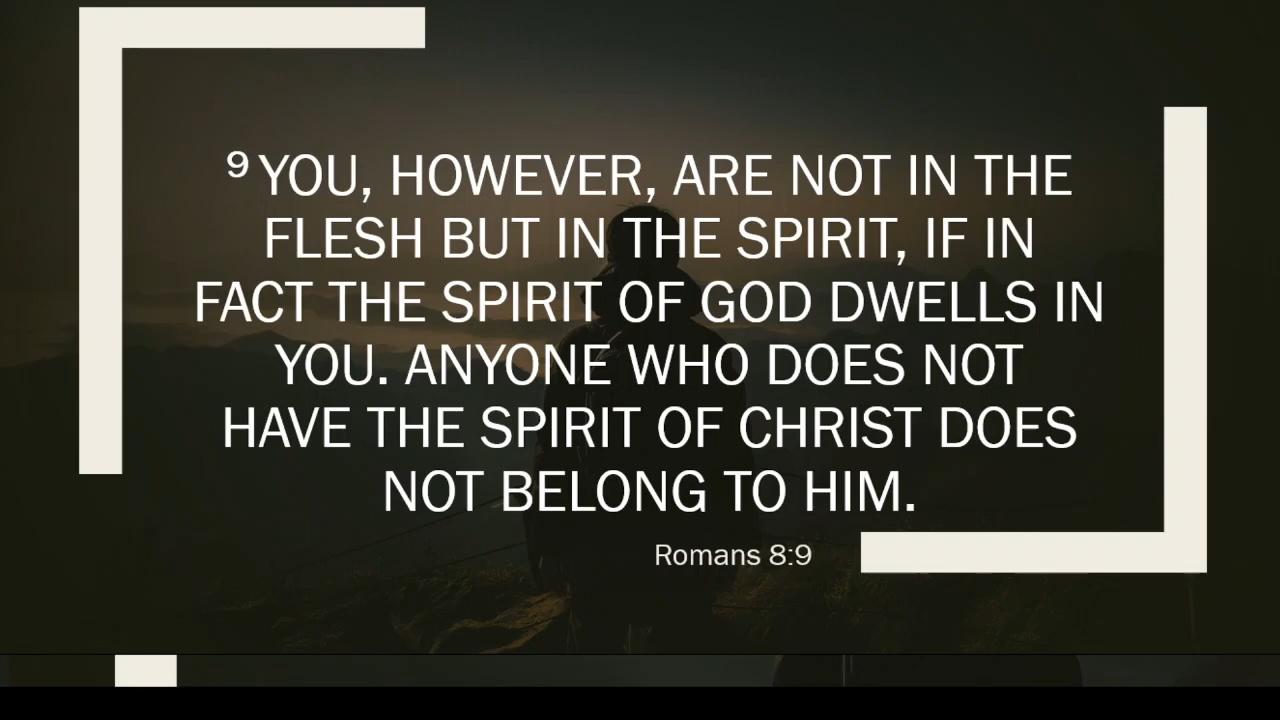 ⁹ YOU, HOWEVER, ARE NOT IN THE
FLESH BUT IN THE SPIRIT, IF IN
FACT THE SPIRIT OF GOD DWELLS IN
YOU. ANYONE WHO DOES NOT
HAVE THE SPIRIT OF CHRIST DOES
NOT BELONG TO HIM.
Romans 8:9